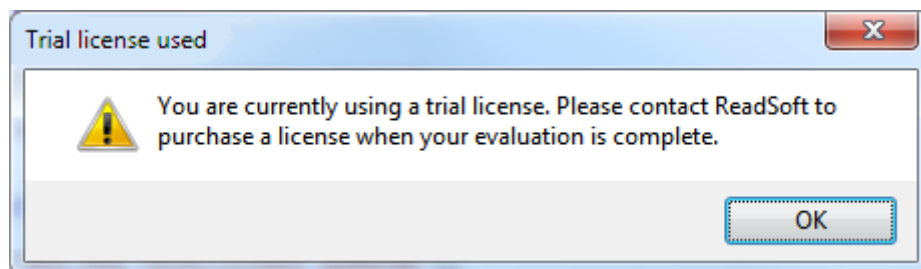 Trial license used
You are currently using a trial license. Please contact ReadSoft to
purchase a license when your evaluation is complete.
OK